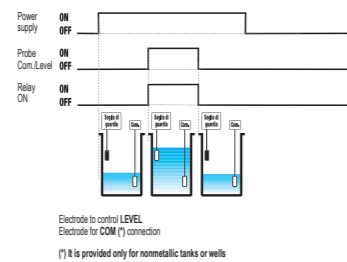 Power supply ON
OFF
Probe Com./Level ON
OFF
Relay ON ON
OFF
Soglia di guardia
Com.
Soglia di guardia
Com.
Soglia di guardia
Com.
Electrode to control LEVEL
Electrode for COM (*) connection
(*) It is provided only for nonmetallic tanks or wells